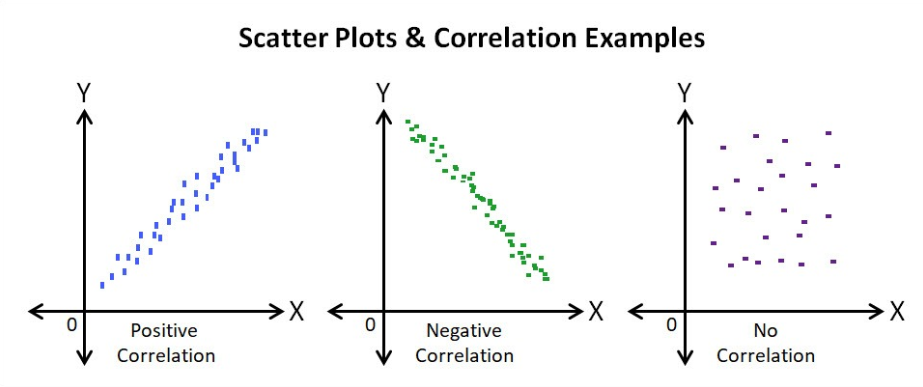 Scatter Plots & Correlation Examples
Y
X
0
Positive
Correlation
Y
X
0
Negative
Correlation
Y
X
0
No
Correlation